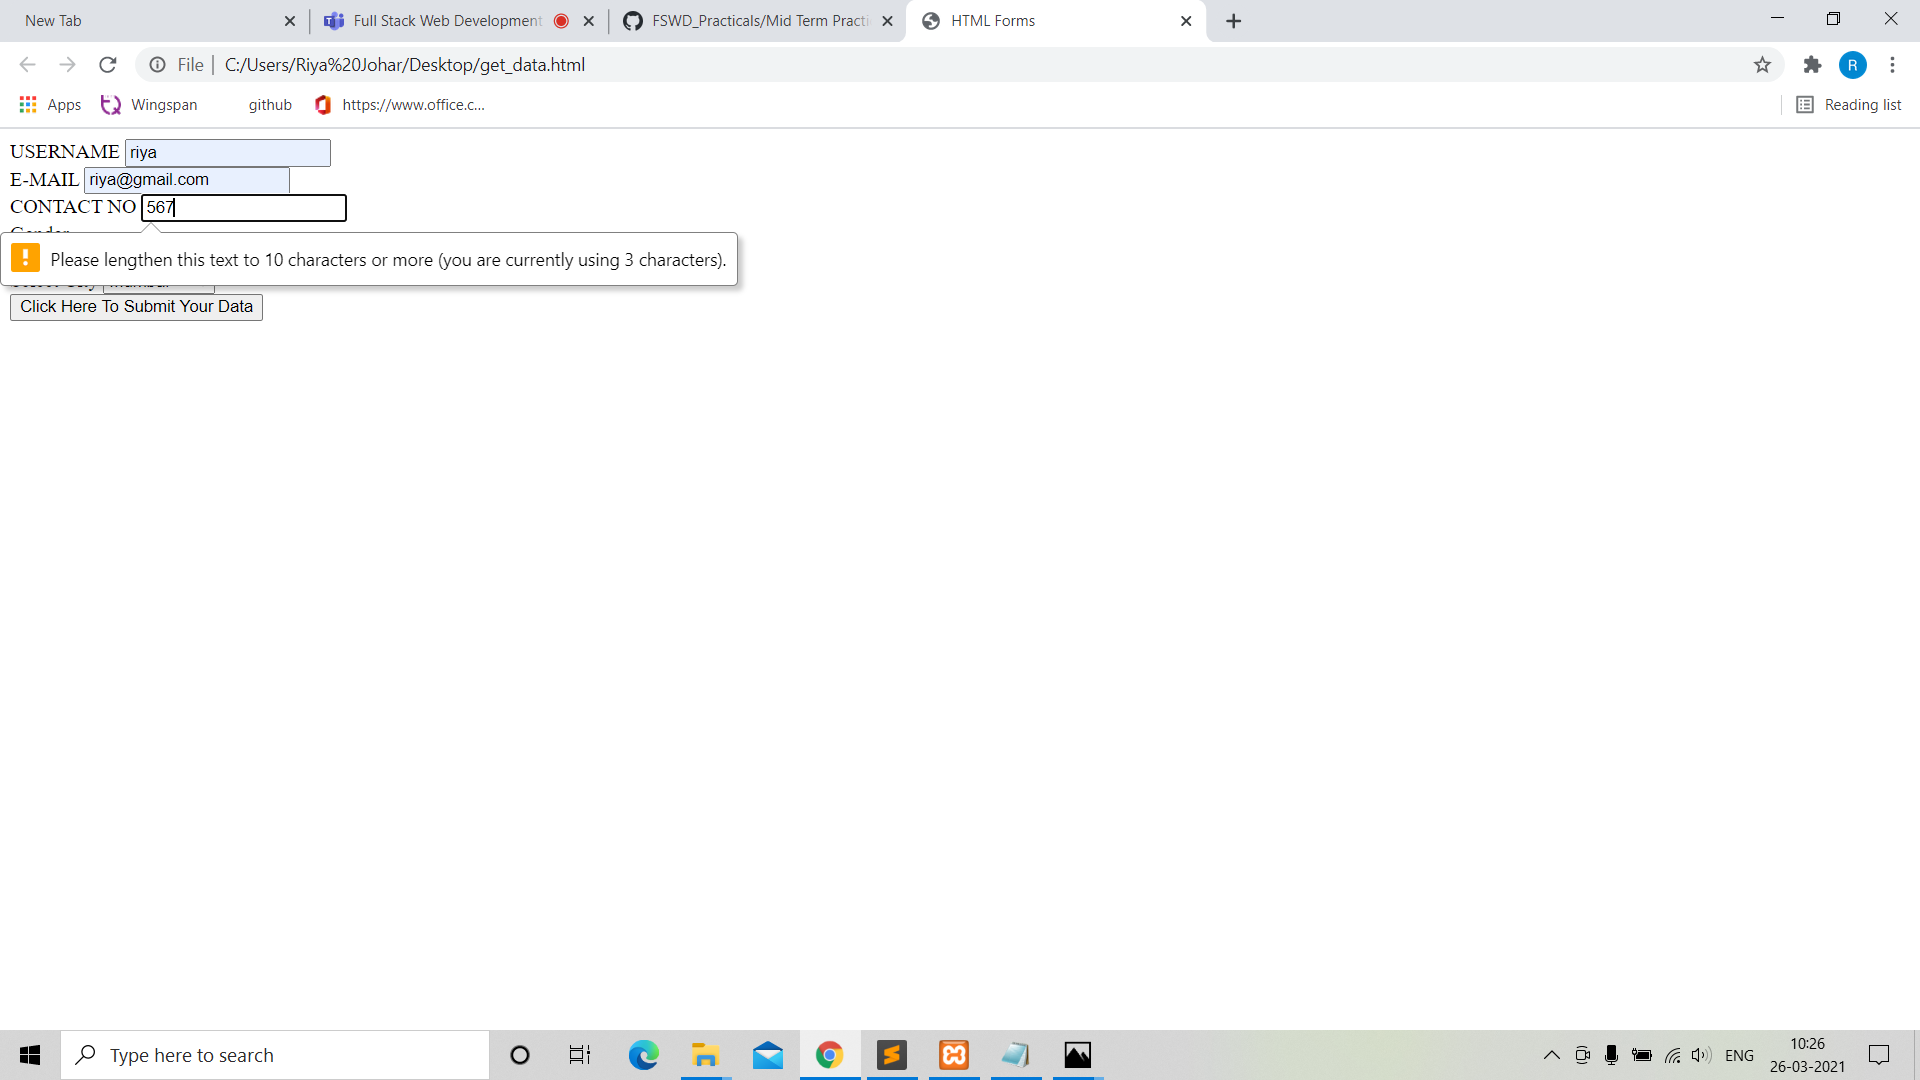 New Tab
Full Stack Web Development
FSWD_Practicals/Mid Term Practi
HTML Forms
File
C:/Users/Riya%20Johar/Desktop/get_data.html
R
Apps
Wingspan
github
https://www.office.c...
Reading list
USERNAME riya
E-MAIL riya@gmail.com
CONTACT NO 567
Please lengthen this text to 10 characters or more (you are currently using 3 characters).
Click Here To Submit Your Data
Type here to search
ENG
10:26
26-03-2021